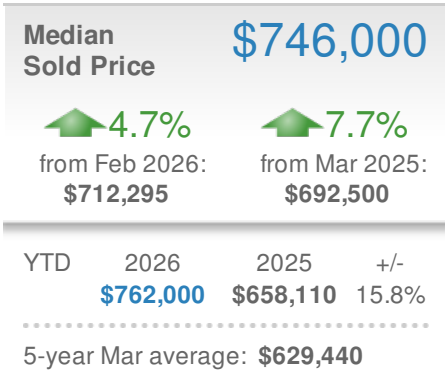 Median $746,000
Sold Price
4.7% 7.7%
from Feb 2026: from Mar 2025:
$712,295 $692,500
YTD 2026 2025 +/-
$762,000 $658,110 15.8%
5-year Mar average: $629,440